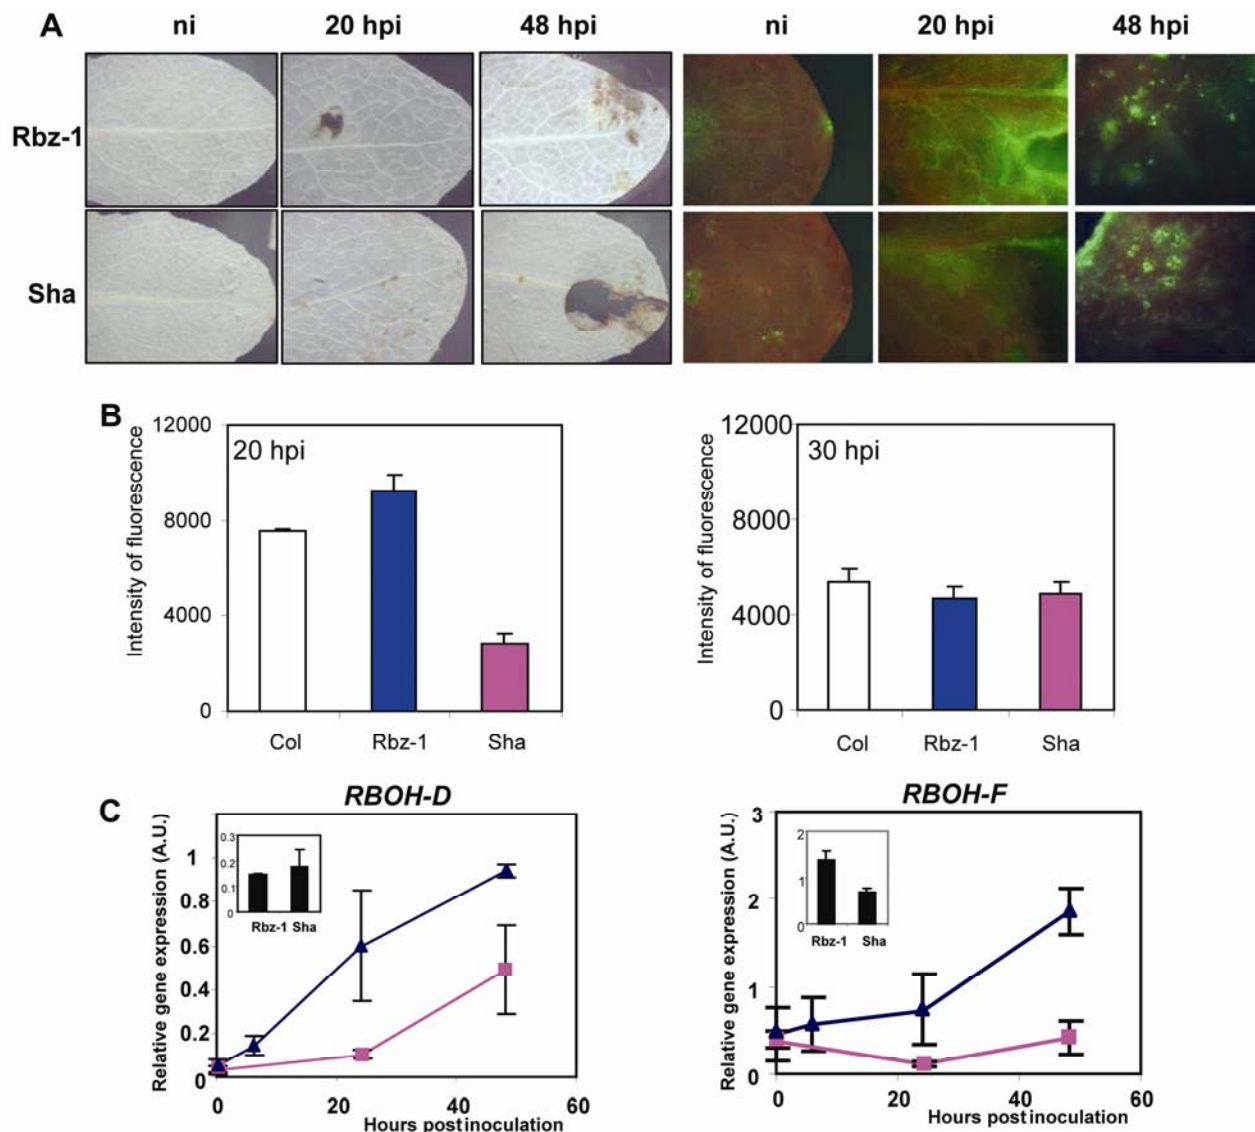 A
ni 20 hpi 48 hpi ni 20 hpi 48 hpi
Rbz-1
Sha
B
Intensity of fluorescence
12000
8000
4000
0
20 hpi
Col Rbz-1 Sha
Intensity of fluorescence
12000
8000
4000
0
30 hpi
Col Rbz-1 Sha
C
RBOH-D
Relative gene expression (A.U.)
1
0.8
0.6
0.4
0.2
0
0.3
0.2
0.1
0
Rbz-1 Sha
0 20 40 60
Hours post inoculation
RBOH-F
Relative gene expression (A.U.)
3
2
1
0
2
1
0
Rbz-1 Sha
0 20 40 60
Hours post inoculation